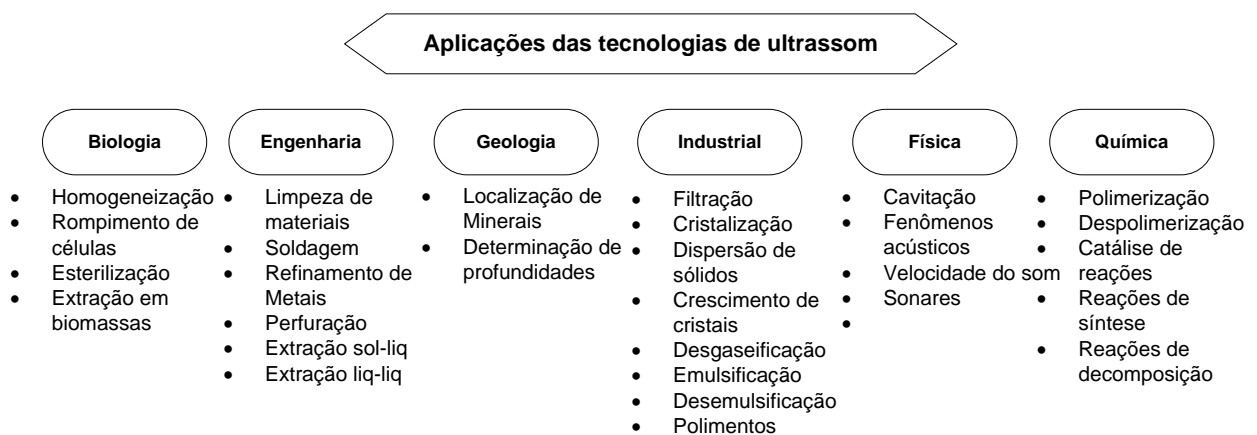 Aplicações das tecnologias de ultrassom
Biologia
• Homogeneização
• Rompimento de
células
• Esterilização
• Extração em
biomassas
Engenharia
• Limpeza de
materiais
• Soldagem
• Refinamento de
Metais
• Perfuração
• Extração sol-liq
• Extração liq-liq
Geologia
• Localização de
Minerais
• Determinação de
profundidades
Industrial
• Filtração
• Cristalização
• Dispersão de
sólidos
• Crescimento de
cristais
• Desgaseificação
• Emulsificação
• Desemulsificação
• Polimentos
Física
• Cavitação
• Fenômenos
acústicos
• Velocidade do som
• Sonares
•
Química
• Polimerização
• Despolimerização
• Catálise de
reações
• Reações de
síntese
• Reações de
decomposição